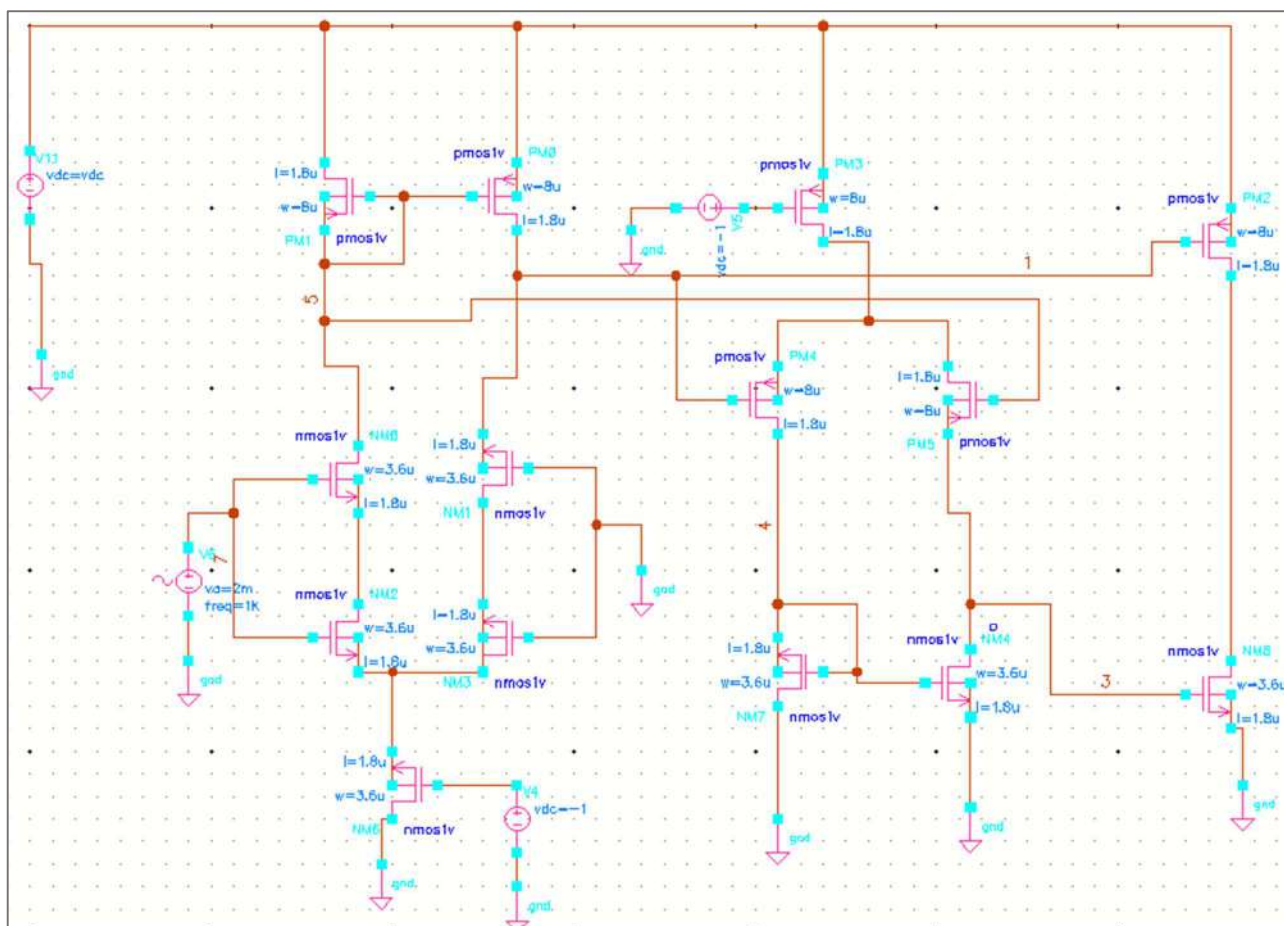 V11
vdc=vdc
gnd
l=1.8u
w=8u
PM1
pmos1v
pmos1v
PM0
w=8u
l=1.8u
pmos1v
PM3
w=8u
l=1.8u
V5
vdc=-1
gnd
pmos1v
PM2
w=8u
l=1.8u
1
5
pmos1v
PM4
w=8u
l=1.8u
l=1.8u
w=8u
PM5
pmos1v
nmos1v
w=3.6u
l=1.8u
l=1.8u
w=3.6u
NM1
nmos1v
7
va=2m
freq=1K
gnd
nmos1v
NM2
w=3.6u
l=1.8u
l=1.8u
w=3.6u
NM3
nmos1v
gnd
4
l=1.8u
w=3.6u
NM7
nmos1v
gnd
nmos1v
NM4
w=3.6u
l=1.8u
gnd
3
nmos1v
w=3.6u
l=1.8u
gnd
l=1.8u
w=3.6u
nmos1v
gnd
V4
vdc=-1
gnd